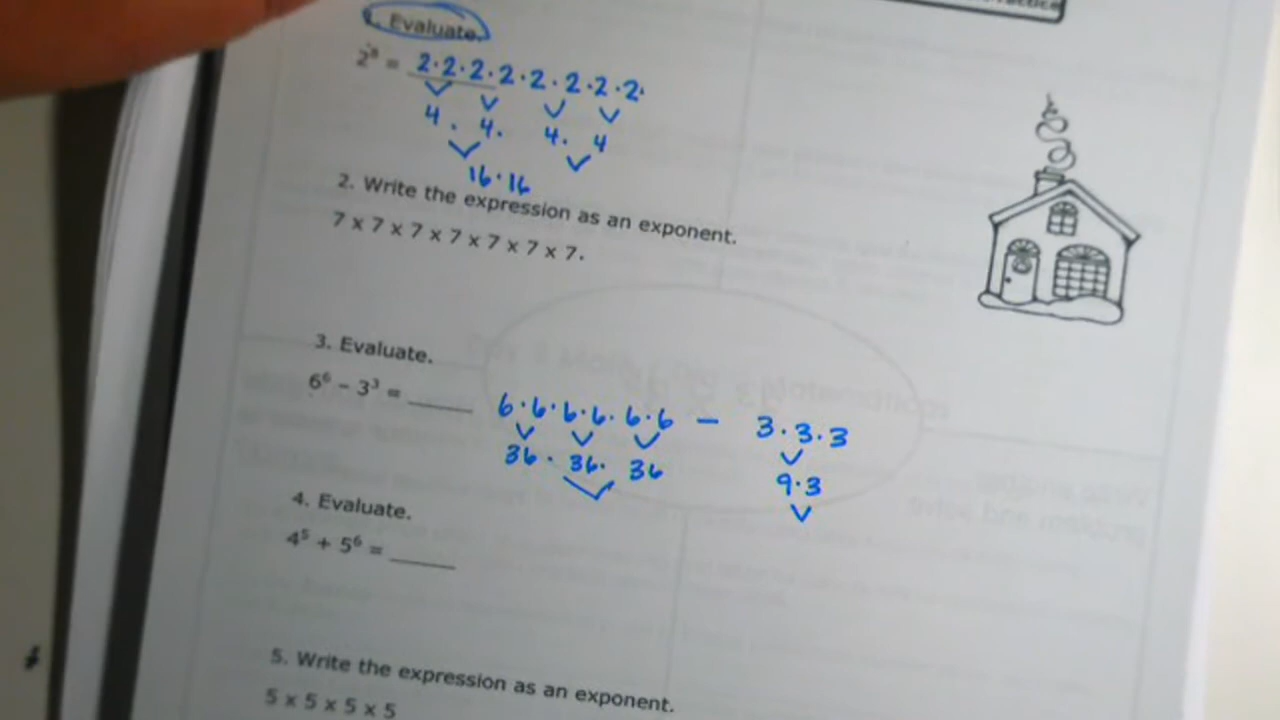 Practice
1. Evaluate.
2⁸ = 2·2·2·2·2·2·2·2·
4 · 4· 4· 4
16·16
2. Write the expression as an exponent.
7 x 7 x 7 x 7 x 7 x 7 x 7.
3. Evaluate.
6⁶ – 3³ = ______ 6·6·6·6·6·6 – 3·3·3
36 · 36· 36 9·3
4. Evaluate.
4⁵ + 5⁶ = ______
5. Write the expression as an exponent.
5 x 5 x 5 x 5